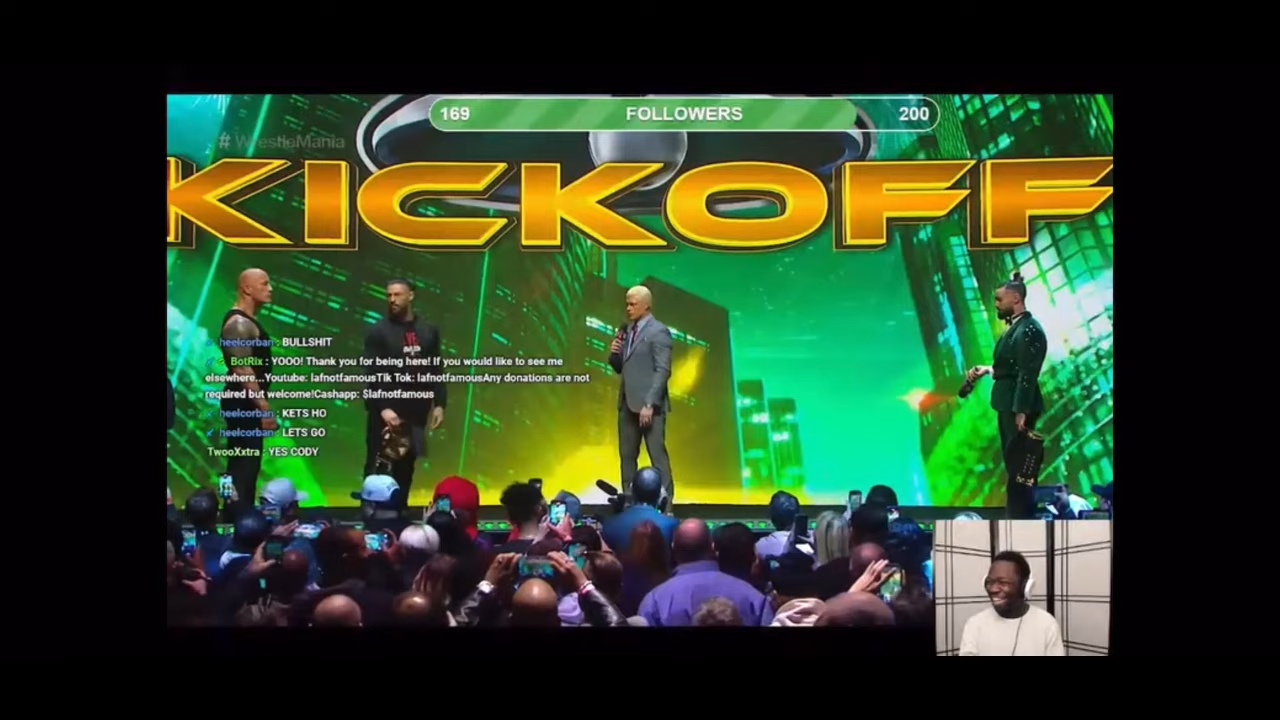 169 FOLLOWERS 200
# WrestleMania
KICKOFF
heelcorban : BULLSHIT
BotRix : YOOO! Thank you for being here! If you would like to see me
elsewhere...Youtube: lafnotfamousTik Tok: lafnotfamousAny donations are not
required but welcome!Cashapp: $lafnotfamous
heelcorban : KETS HO
heelcorban : LETS GO
TwooXxtra : YES CODY